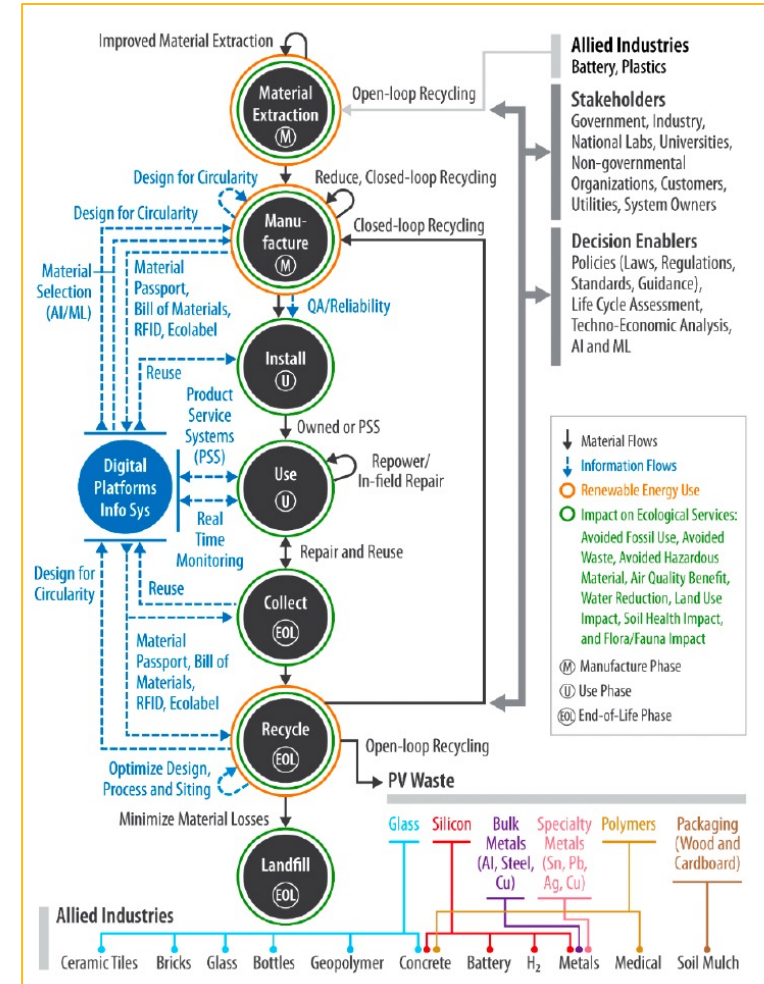 Improved Material Extraction
Material
Extraction
M
Open-loop Recycling
Allied Industries
Battery, Plastics
Stakeholders
Government, Industry,
National Labs, Universities,
Non-governmental
Organizations, Customers,
Utilities, System Owners
Decision Enablers
Policies (Laws, Regulations,
Standards, Guidance),
Life Cycle Assessment,
Techno-Economic Analysis,
AI and ML
Design for Circularity
Reduce, Closed-loop Recycling
Design for Circularity
Manu-
facture
M
Closed-loop Recycling
Material
Selection
(AI/ML)
Material
Passport,
Bill of Materials,
RFID, Ecolabel
QA/Reliability
Install
U
Reuse
Product
Service
Systems
(PSS)
Owned or PSS
Digital
Platforms
Info Sys
Use
U
Repower/
In-field Repair
Real
Time
Monitoring
Repair and Reuse
Design for
Circularity
Reuse
Collect
EOL
Material
Passport, Bill of
Materials,
RFID, Ecolabel
Recycle
EOL
Open-loop Recycling
PV Waste
Optimize Design,
Process and Siting
Minimize Material Losses
Landfill
EOL
Material Flows
Information Flows
Renewable Energy Use
Impact on Ecological Services:
Avoided Fossil Use, Avoided
Waste, Avoided Hazardous
Material, Air Quality Benefit,
Water Reduction, Land Use
Impact, Soil Health Impact,
and Flora/Fauna Impact
M Manufacture Phase
U Use Phase
EOL End-of-Life Phase
Glass
Silicon
Bulk
Metals
(Al, Steel,
Cu)
Specialty
Metals
(Sn, Pb,
Ag, Cu)
Polymers
Packaging
(Wood and
Cardboard)
Allied Industries
Ceramic Tiles
Bricks
Glass
Bottles
Geopolymer
Concrete
Battery
H₂
Metals
Medical
Soil Mulch